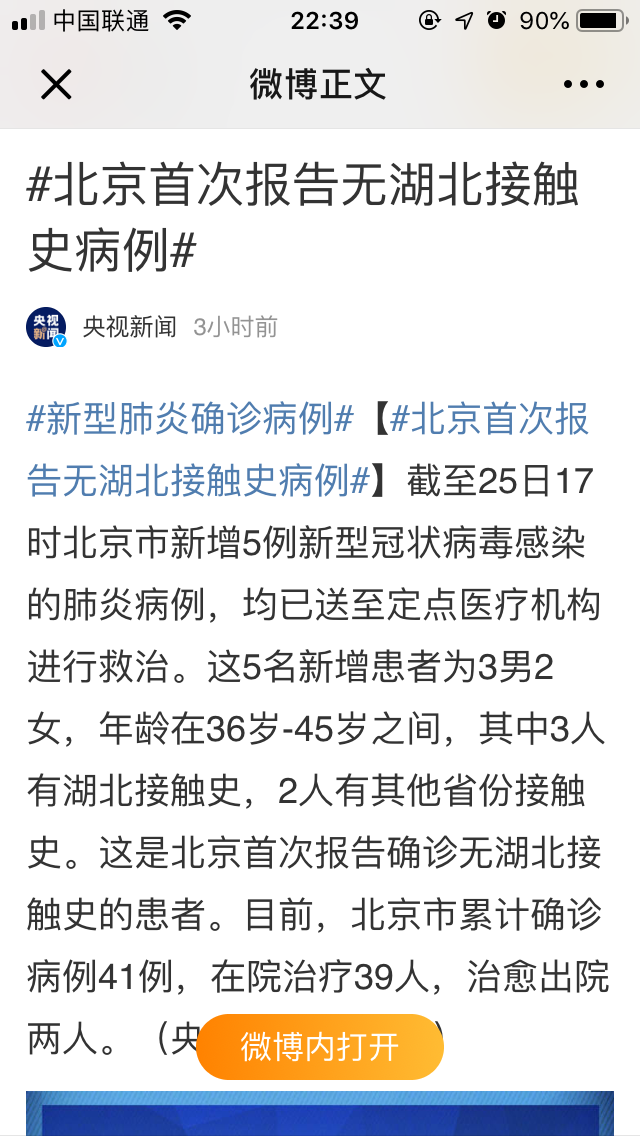 中国联通 22:39 90%
微博正文
#北京首次报告无湖北接触
史病例#
央视新闻 3小时前
#新型肺炎确诊病例#【#北京首次报
告无湖北接触史病例#】截至25日17
时北京市新增5例新型冠状病毒感染
的肺炎病例，均已送至定点医疗机构
进行救治。这5名新增患者为3男2
女，年龄在36岁-45岁之间，其中3人
有湖北接触史，2人有其他省份接触
史。这是北京首次报告确诊无湖北接
触史的患者。目前，北京市累计确诊
病例41例，在院治疗39人，治愈出院
两人。（央 ）
微博内打开